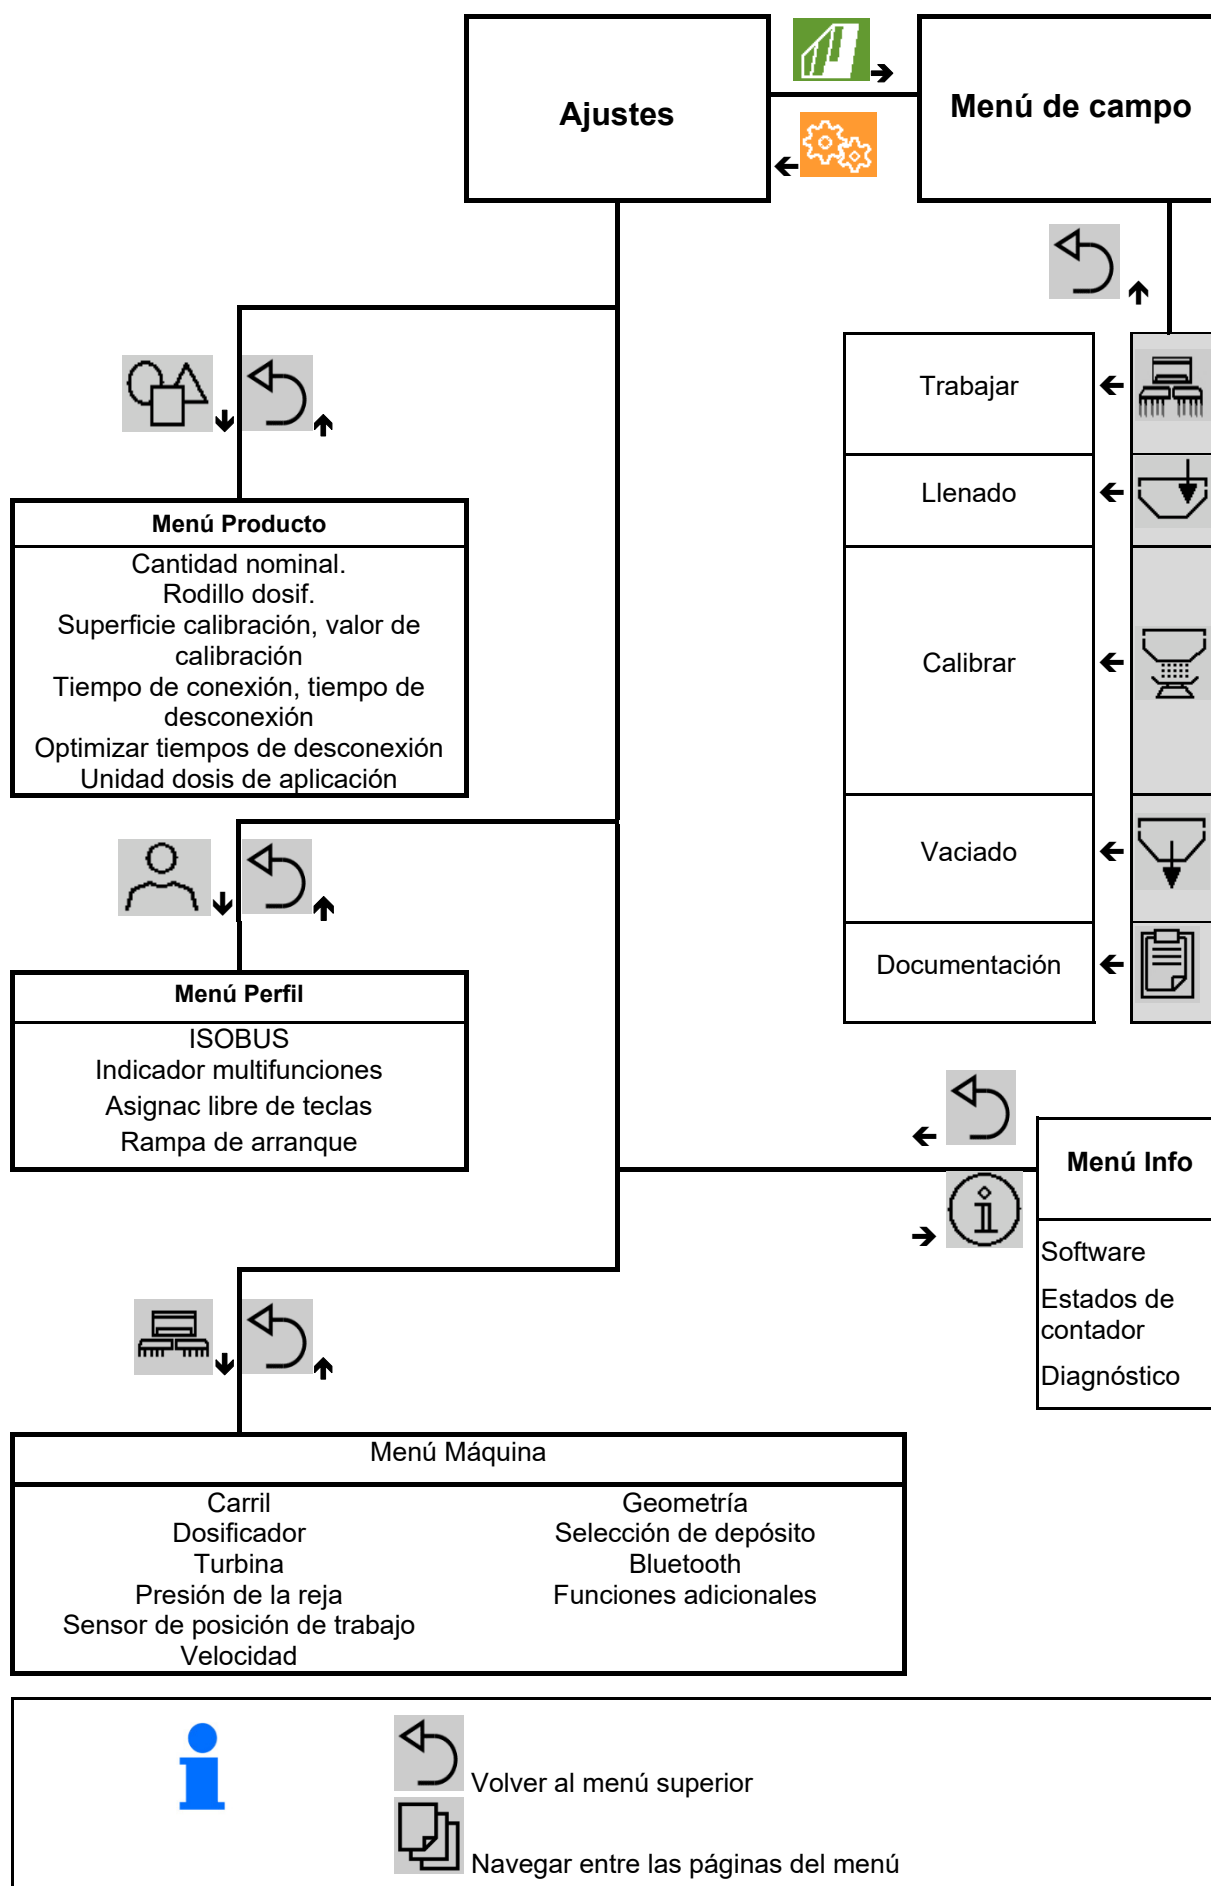 Ajustes
Menú de campo
Trabajar
Llenado
Calibrar
Vaciado
Documentación
Menú Producto
Cantidad nominal.
Rodillo dosif.
Superficie calibración, valor de
calibración
Tiempo de conexión, tiempo de
desconexión
Optimizar tiempos de desconexión
Unidad dosis de aplicación
Menú Perfil
ISOBUS
Indicador multifunciones
Asignac libre de teclas
Rampa de arranque
Menú Info
Software
Estados de
contador
Diagnóstico
Menú Máquina
Carril
Dosificador
Turbina
Presión de la reja
Sensor de posición de trabajo
Velocidad
Geometría
Selección de depósito
Bluetooth
Funciones adicionales
Volver al menú superior
Navegar entre las páginas del menú